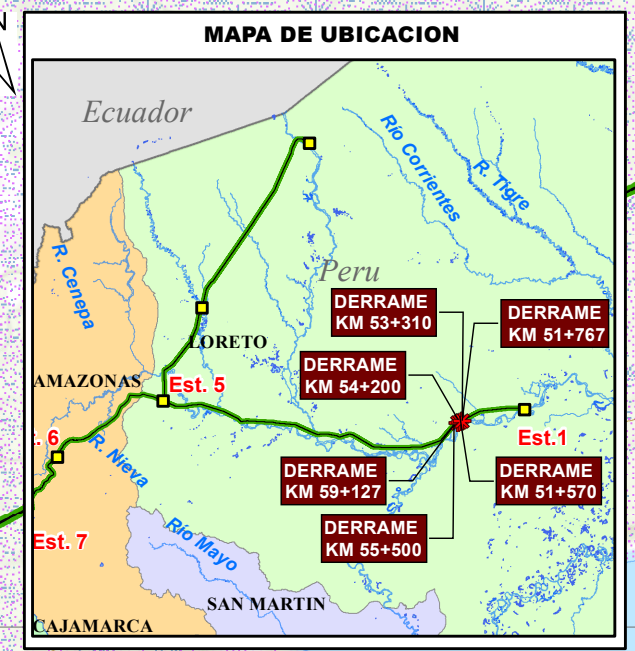 N
MAPA DE UBICACION
Ecuador
Río Corrientes
R. Tigre
R. Cenepa
Peru
DERRAME
KM 53+310
DERRAME
KM 51+767
LORETO
DERRAME
KM 54+200
AMAZONAS
Est. 5
Est.1
. 6
R. Nieva
DERRAME
KM 59+127
DERRAME
KM 51+570
DERRAME
KM 55+500
Est. 7
Río Mayo
SAN MARTIN
CAJAMARCA